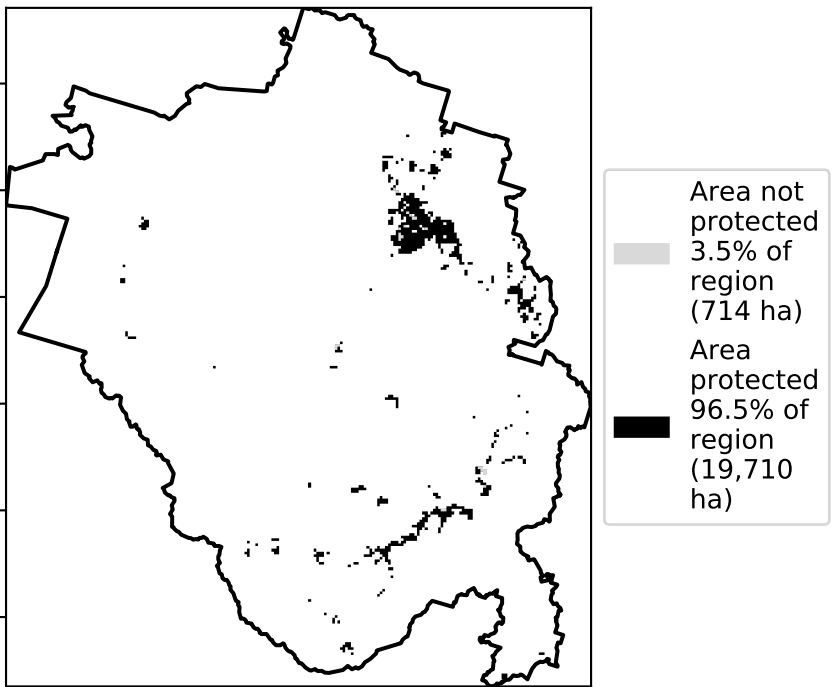 Area not
protected
3.5% of
region
(714 ha)
Area
protected
96.5% of
region
(19,710
ha)